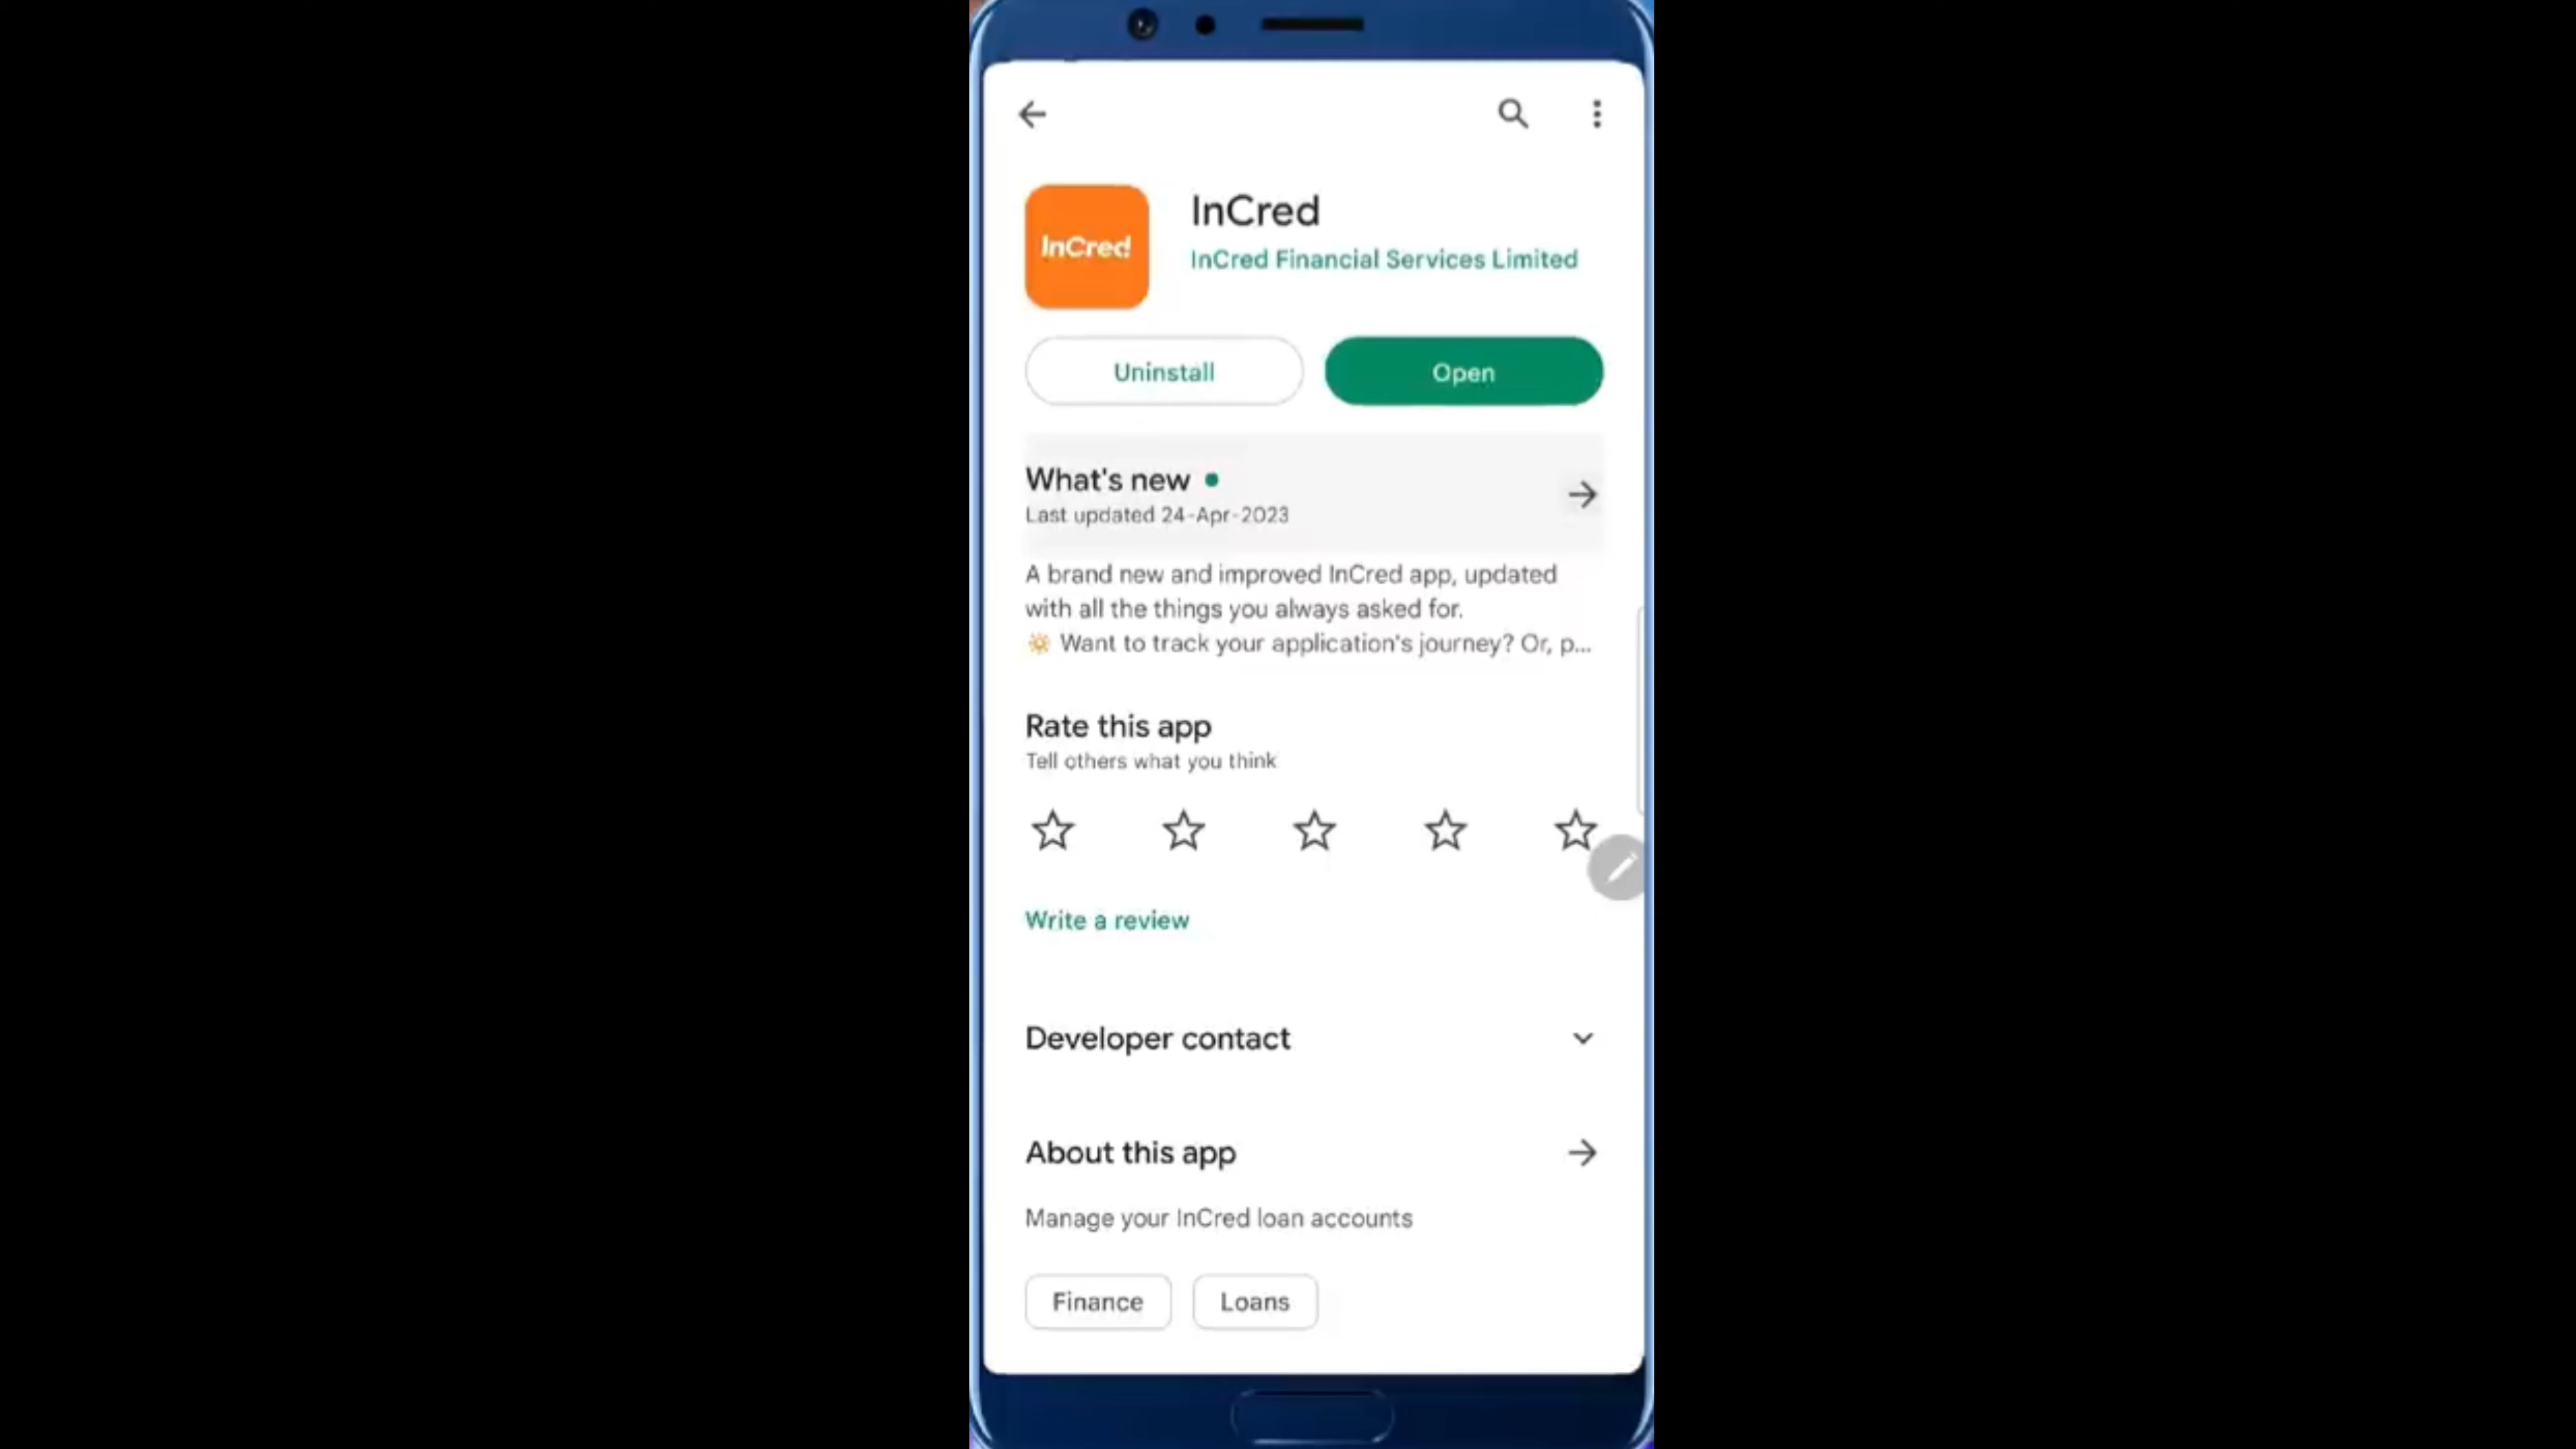 InCred
InCred
InCred Financial Services Limited
Uninstall
Open
What's new
Last updated 24-Apr-2023
A brand new and improved InCred app, updated
with all the things you always asked for.
🔆 Want to track your application's journey? Or, p...
Rate this app
Tell others what you think
Write a review
Developer contact
About this app
Manage your InCred loan accounts
Finance
Loans